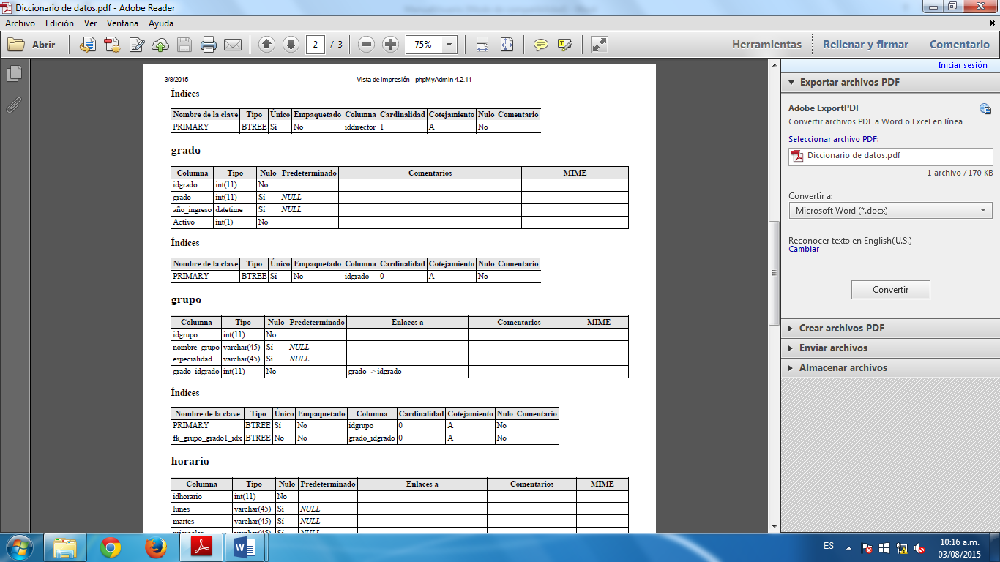 Diccionario de datos.pdf - Adobe Reader
Archivo Edición Ver Ventana Ayuda
Abrir 2 / 3 75% Herramientas Rellenar y firmar Comentario
Iniciar sesión
3/8/2015 Vista de impresión - phpMyAdmin 4.2.11
Índices
Nombre de la clave Tipo Único Empaquetado Columna Cardinalidad Cotejamiento Nulo Comentario
PRIMARY BTREE Sí No iddirector 1 A No
grado
Columna Tipo Nulo Predeterminado Comentarios MIME
idgrado int(11) No
grado int(11) Sí NULL
año_ingreso datetime Sí NULL
Activo int(1) No
Índices
Nombre de la clave Tipo Único Empaquetado Columna Cardinalidad Cotejamiento Nulo Comentario
PRIMARY BTREE Sí No idgrado 0 A No
grupo
Columna Tipo Nulo Predeterminado Enlaces a Comentarios MIME
idgrupo int(11) No
nombre_grupo varchar(45) Sí NULL
especialidad varchar(45) Sí NULL
grado_idgrado int(11) No grado -> idgrado
Índices
Nombre de la clave Tipo Único Empaquetado Columna Cardinalidad Cotejamiento Nulo Comentario
PRIMARY BTREE Sí No idgrupo 0 A No
fk_grupo_grado1_idx BTREE No No grado_idgrado 0 A No
horario
Columna Tipo Nulo Predeterminado Enlaces a Comentarios MIME
idhorario int(11) No
lunes varchar(45) Sí NULL
martes varchar(45) Sí NULL
Exportar archivos PDF
Adobe ExportPDF
Convertir archivos PDF a Word o Excel en línea
Seleccionar archivo PDF:
Diccionario de datos.pdf
1 archivo / 170 KB
Convertir a:
Microsoft Word (*.docx)
Reconocer texto en English(U.S.)
Cambiar
Convertir
Crear archivos PDF
Enviar archivos
Almacenar archivos
ES
10:16 a.m.
03/08/2015